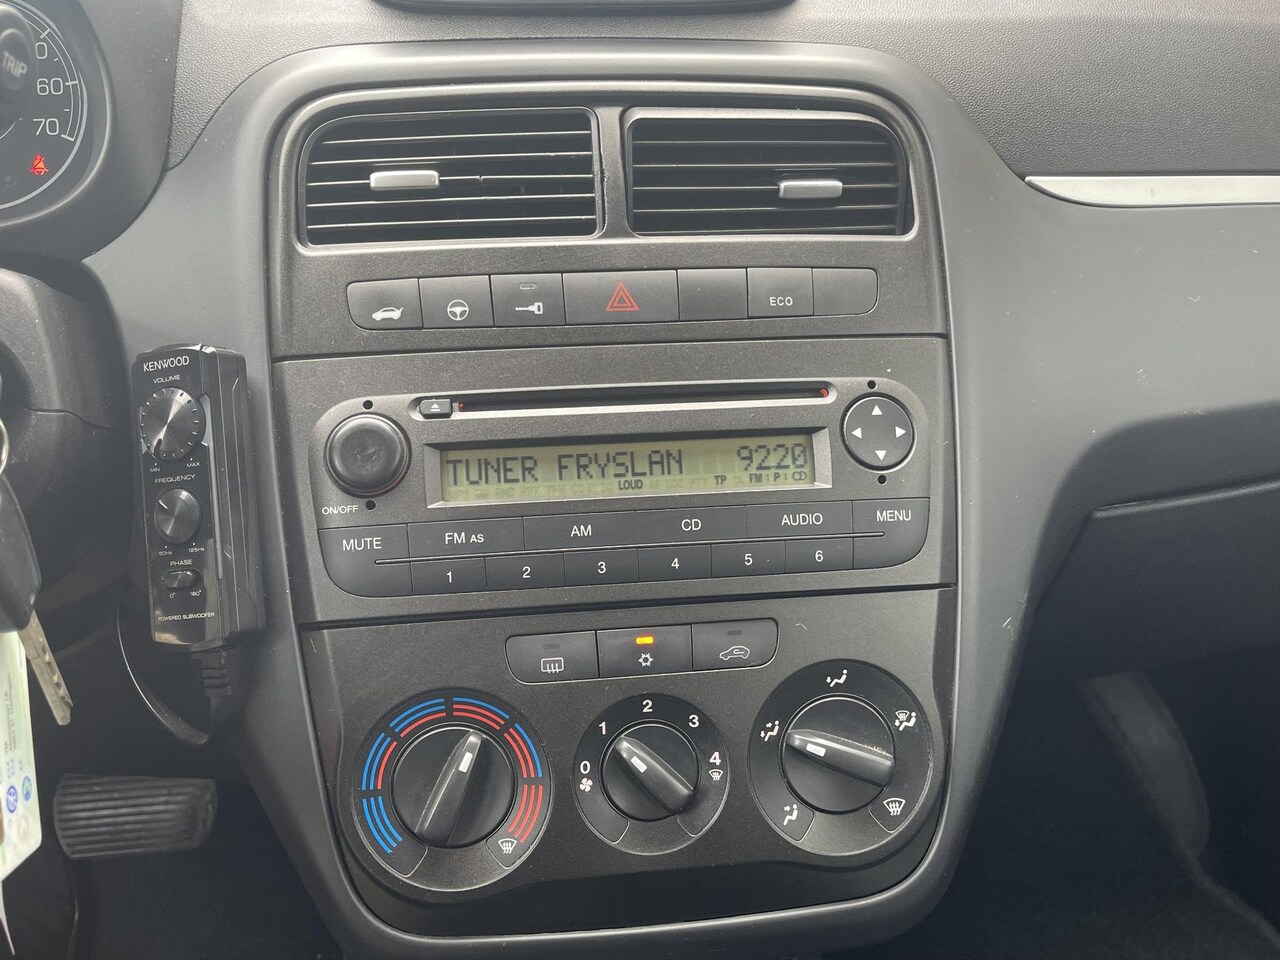 TRIP
0
60
70
KENWOOD
VOLUME
MIN MAX
FREQUENCY
50Hz 125Hz
PHASE
0° 180°
POWERED SUBWOOFER
ECO
TUNER FRYSLAN 9220
LOUD TP FM P
ON/OFF
MUTE FM AS AM CD AUDIO MENU
1 2 3 4 5 6
0 1 2 3 4